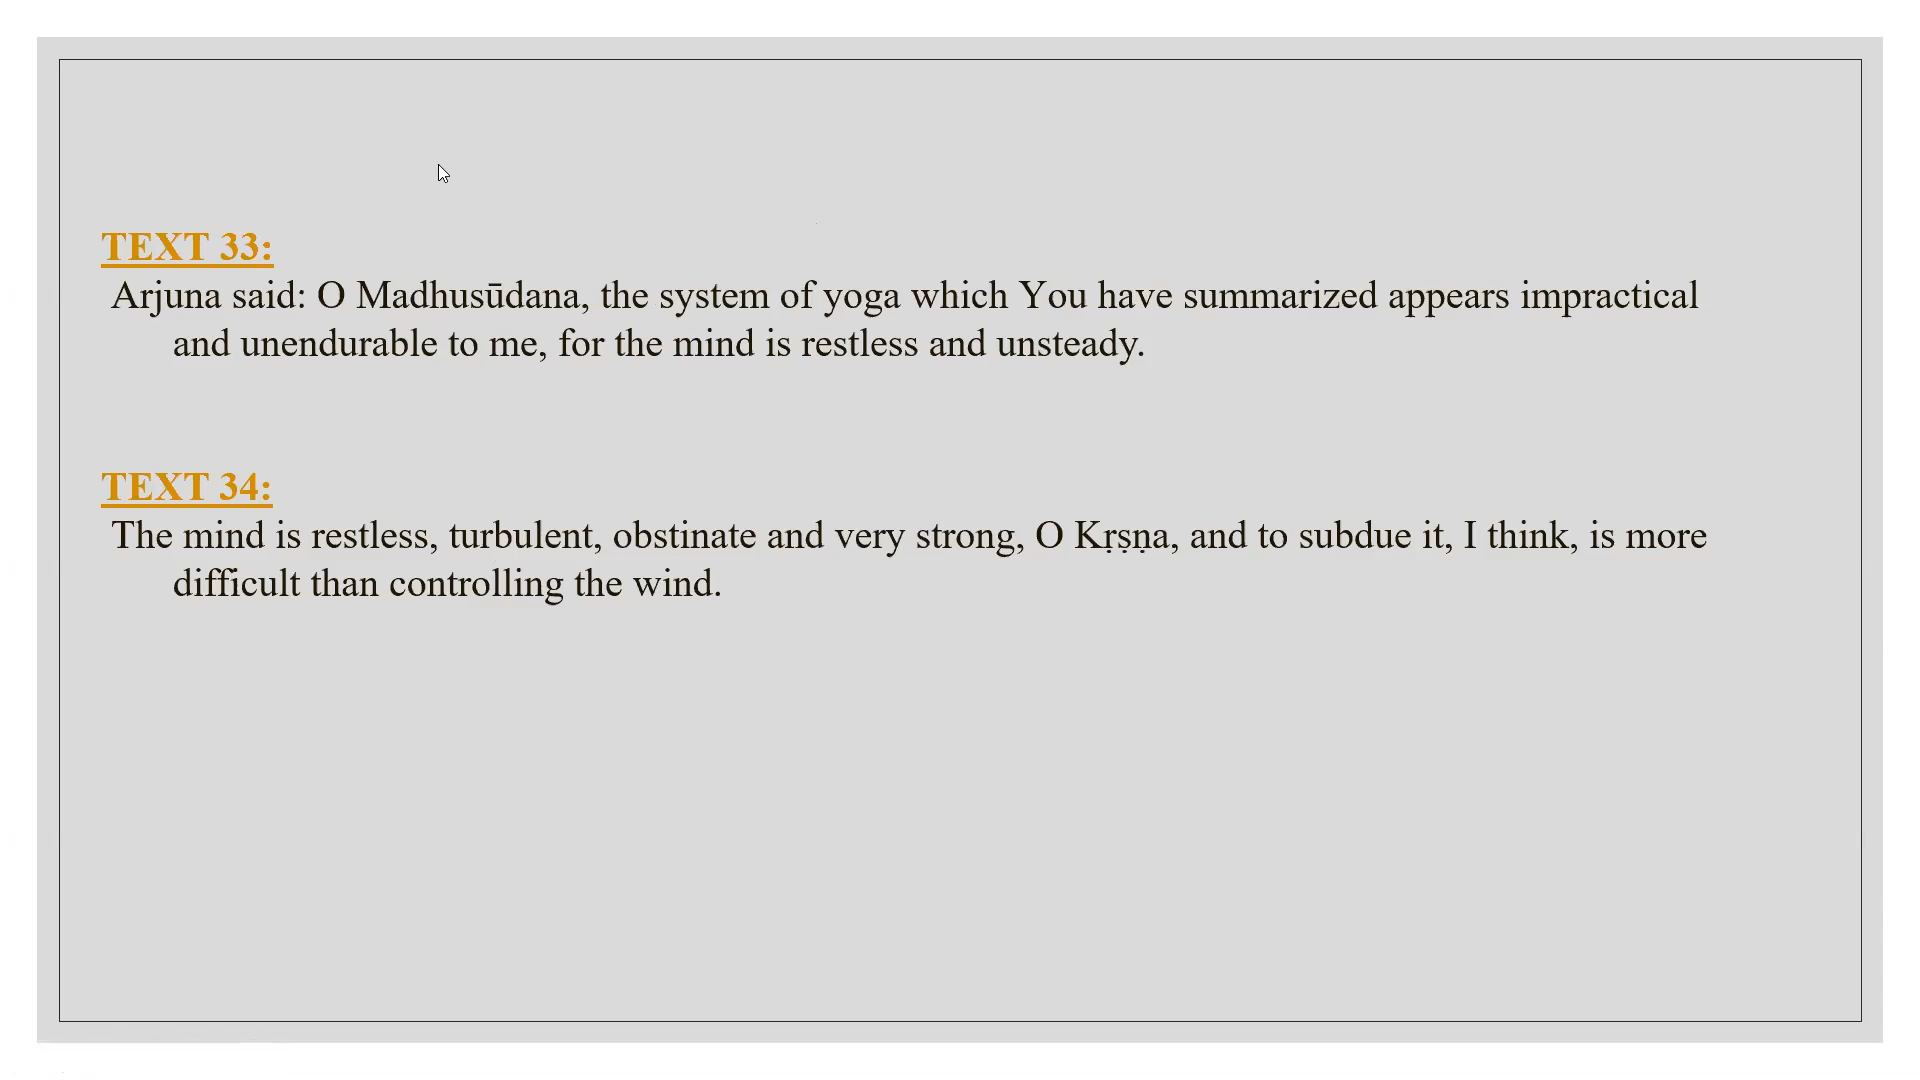 TEXT 33:
Arjuna said: O Madhusūdana, the system of yoga which You have summarized appears impractical
and unendurable to me, for the mind is restless and unsteady.
TEXT 34:
The mind is restless, turbulent, obstinate and very strong, O Kṛṣṇa, and to subdue it, I think, is more
difficult than controlling the wind.